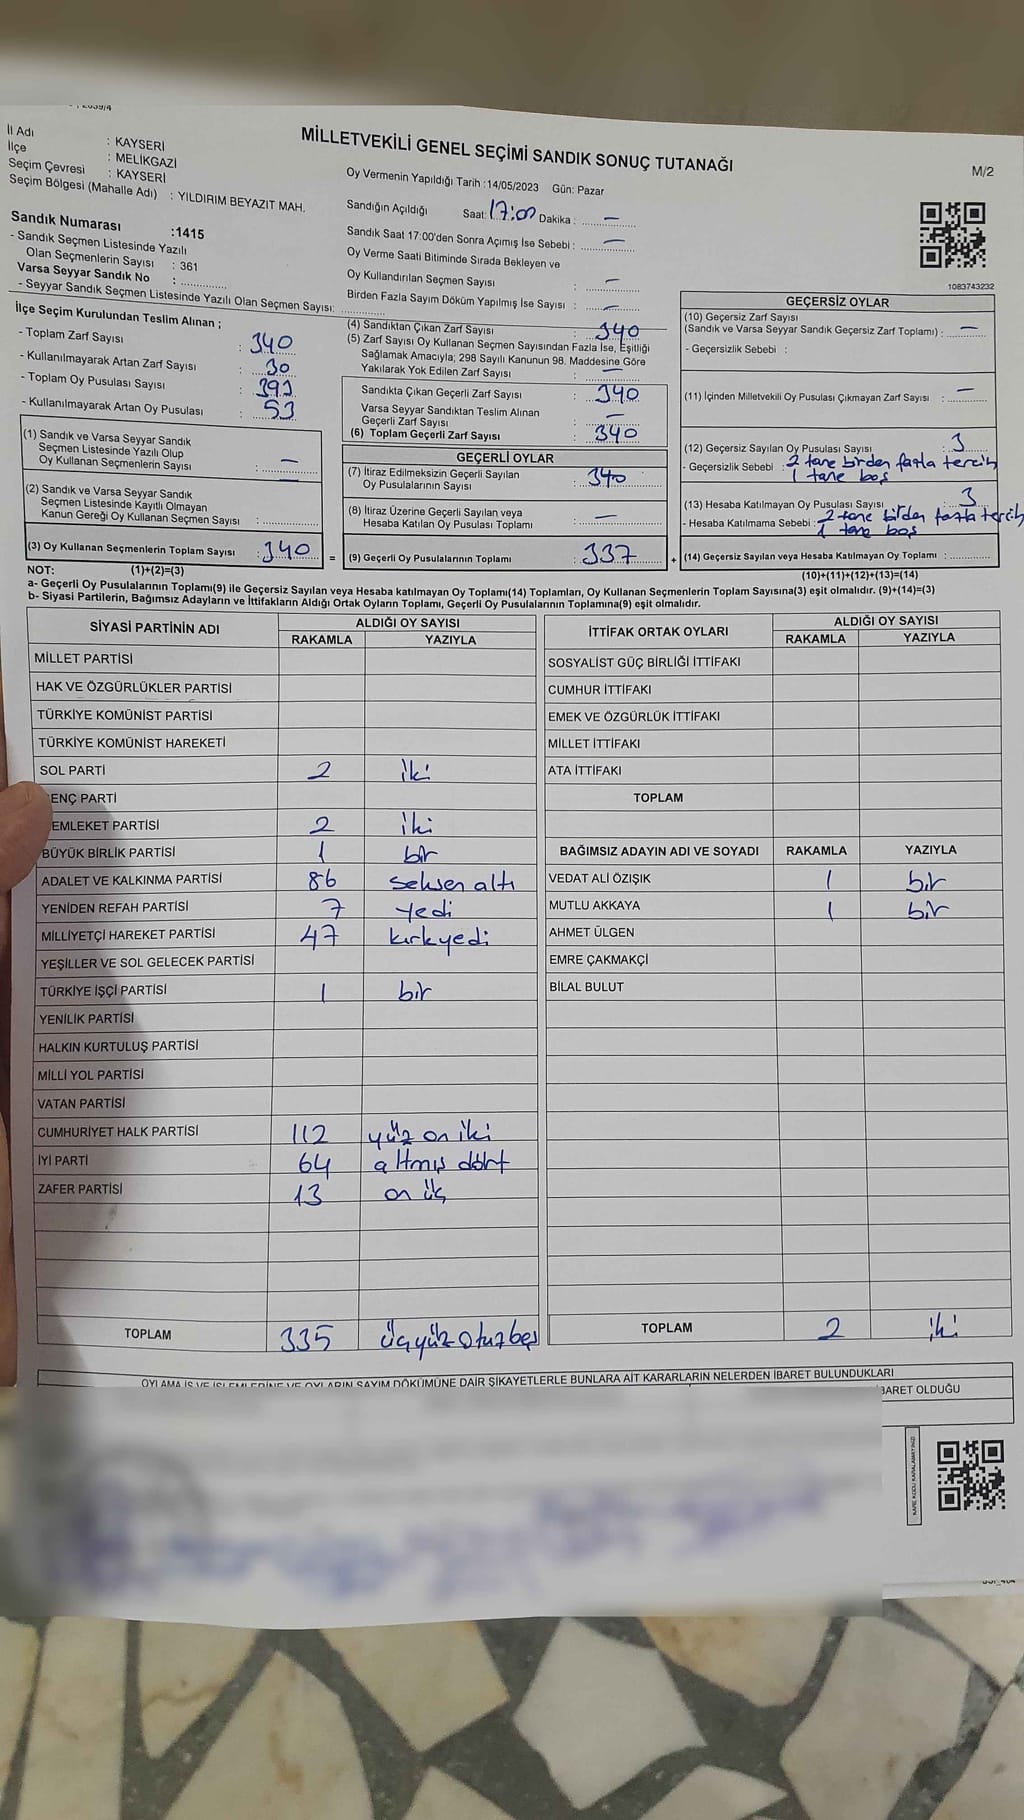 İl Adı : KAYSERİ
İlçe : MELİKGAZİ
Seçim Çevresi : KAYSERİ
Seçim Bölgesi (Mahalle Adı) : YILDIRIM BEYAZIT MAH.
MİLLETVEKİLİ GENEL SEÇİMİ SANDIK SONUÇ TUTANAĞI
M/2
Oy Vermenin Yapıldığı Tarih :14/05/2023 Gün: Pazar
Sandığın Açıldığı Saat: 17:00 Dakika : —
Sandık Saat 17:00'den Sonra Açımış İse Sebebi : —
Oy Verme Saati Bitiminde Sırada Bekleyen ve
Oy Kullandırılan Seçmen Sayısı : —
Birden Fazla Sayım Döküm Yapılmış İse Sayısı : —
1083743232
Sandık Numarası :1415
- Sandık Seçmen Listesinde Yazılı
Olan Seçmenlerin Sayısı : 361
Varsa Seyyar Sandık No :
- Seyyar Sandık Seçmen Listesinde Yazılı Olan Seçmen Sayısı:
İlçe Seçim Kurulundan Teslim Alınan ;
- Toplam Zarf Sayısı : 340
- Kullanılmayarak Artan Zarf Sayısı : 30
- Toplam Oy Pusulası Sayısı : 393
- Kullanılmayarak Artan Oy Pusulası : 53
(1) Sandık ve Varsa Seyyar Sandık
Seçmen Listesinde Yazılı Olup
Oy Kullanan Seçmenlerin Sayısı : —
(2) Sandık ve Varsa Seyyar Sandık
Seçmen Listesinde Kayıtlı Olmayan
Kanun Gereği Oy Kullanan Seçmen Sayısı :
(3) Oy Kullanan Seçmenlerin Toplam Sayısı : 340 =
(4) Sandıktan Çıkan Zarf Sayısı : 340
(5) Zarf Sayısı Oy Kullanan Seçmen Sayısından Fazla İse, Eşitliği
Sağlamak Amacıyla; 298 Sayılı Kanunun 98. Maddesine Göre
Yakılarak Yok Edilen Zarf Sayısı : —
Sandıkta Çıkan Geçerli Zarf Sayısı : 340
Varsa Seyyar Sandıktan Teslim Alınan
Geçerli Zarf Sayısı : —
(6) Toplam Geçerli Zarf Sayısı : 340
GEÇERLİ OYLAR
(7) İtiraz Edilmeksizin Geçerli Sayılan
Oy Pusulalarının Sayısı : 340
(8) İtiraz Üzerine Geçerli Sayılan veya
Hesaba Katılan Oy Pusulası Toplamı : —
(9) Geçerli Oy Pusulalarının Toplamı : 337 +
GEÇERSİZ OYLAR
(10) Geçersiz Zarf Sayısı
(Sandık ve Varsa Seyyar Sandık Geçersiz Zarf Toplamı) : —
- Geçersizlik Sebebi :
(11) İçinden Milletvekili Oy Pusulası Çıkmayan Zarf Sayısı : —
(12) Geçersiz Sayılan Oy Pusulası Sayısı : 3
- Geçersizlik Sebebi : 2 tane birden fazla tercih
1 tane boş
(13) Hesaba Katılmayan Oy Pusulası Sayısı : 3
- Hesaba Katılmama Sebebi : 2 tane birden fazla tercih
1 tane boş
(14) Geçersiz Sayılan veya Hesaba Katılmayan Oy Toplamı :
NOT: (1)+(2)=(3)
(10)+(11)+(12)+(13)=(14)
a- Geçerli Oy Pusulalarının Toplamı(9) ile Geçersiz Sayılan veya Hesaba katılmayan Oy Toplamı(14) Toplamları, Oy Kullanan Seçmenlerin Toplam Sayısına(3) eşit olmalıdır. (9)+(14)=(3)
b- Siyasi Partilerin, Bağımsız Adayların ve İttifakların Aldığı Ortak Oyların Toplamı, Geçerli Oy Pusulalarının Toplamına(9) eşit olmalıdır.
SİYASİ PARTİNİN ADI ALDIĞI OY SAYISI
RAKAMLA YAZIYLA
MİLLET PARTİSİ
HAK VE ÖZGÜRLÜKLER PARTİSİ
TÜRKİYE KOMÜNİST PARTİSİ
TÜRKİYE KOMÜNİST HAREKETİ
SOL PARTİ 2 iki
ENÇ PARTİ
EMLEKET PARTİSİ 2 iki
BÜYÜK BİRLİK PARTİSİ 1 bir
ADALET VE KALKINMA PARTİSİ 86 seksen altı
YENİDEN REFAH PARTİSİ 7 yedi
MİLLİYETÇİ HAREKET PARTİSİ 47 kırkyedi
YEŞİLLER VE SOL GELECEK PARTİSİ
TÜRKİYE İŞÇİ PARTİSİ 1 bir
YENİLİK PARTİSİ
HALKIN KURTULUŞ PARTİSİ
MİLLİ YOL PARTİSİ
VATAN PARTİSİ
CUMHURİYET HALK PARTİSİ 112 yüz on iki
İYİ PARTİ 64 altmış dört
ZAFER PARTİSİ 13 on üç
TOPLAM 335 üçyüz otuz beş
İTTİFAK ORTAK OYLARI ALDIĞI OY SAYISI
RAKAMLA YAZIYLA
SOSYALİST GÜÇ BİRLİĞİ İTTİFAKI
CUMHUR İTTİFAKI
EMEK VE ÖZGÜRLÜK İTTİFAKI
MİLLET İTTİFAKI
ATA İTTİFAKI
TOPLAM
BAĞIMSIZ ADAYIN ADI VE SOYADI RAKAMLA YAZIYLA
VEDAT ALİ ÖZIŞIK 1 bir
MUTLU AKKAYA 1 bir
AHMET ÜLGEN
EMRE ÇAKMAKÇİ
BİLAL BULUT
TOPLAM 2 iki
OYLAMA İŞ VE İŞLEMLERİNE VE OYLARIN SAYIM DÖKÜMÜNE DAİR ŞİKAYETLERLE BUNLARA AİT KARARLARIN NELERDEN İBARET BULUNDUKLARI
BARET OLDUĞU